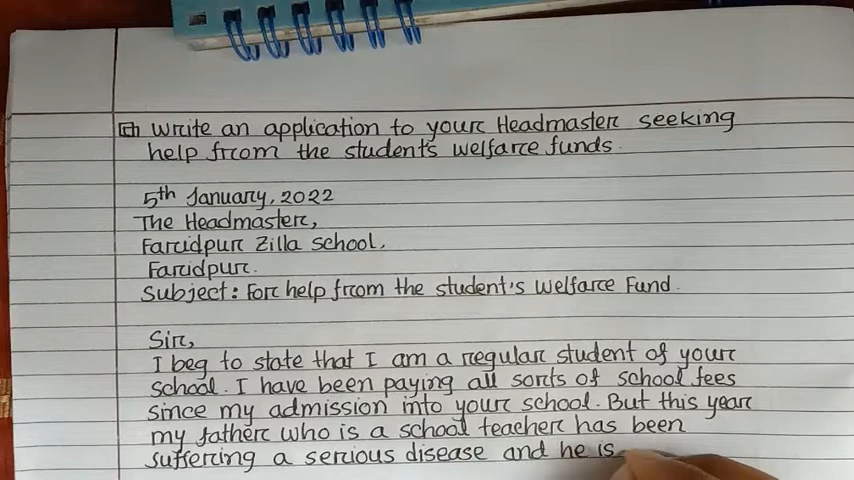 Write an application to your Headmaster seeking
help from the student's welfare funds.
5th January, 2022
The Headmaster,
Faridpur Zilla School,
Faridpur.
Subject: For help from the student's Welfare Fund.
Sir,
I beg to state that I am a regular student of your
school. I have been paying all sorts of school fees
since my admission into your school. But this year
my father who is a school teacher has been
suffering a serious disease and he is